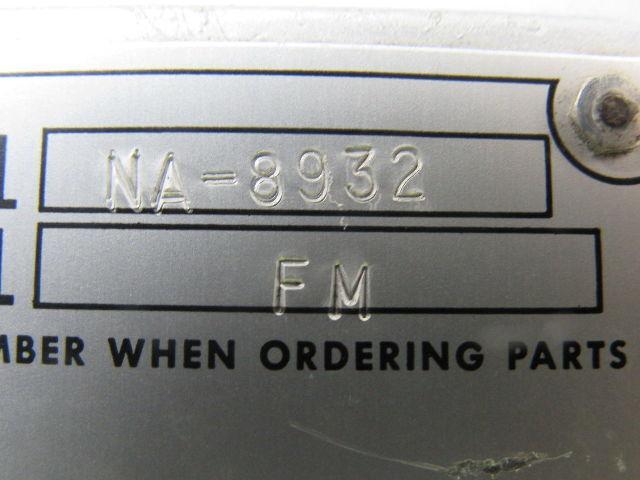 NA-8932
FM
MBER WHEN ORDERING PARTS